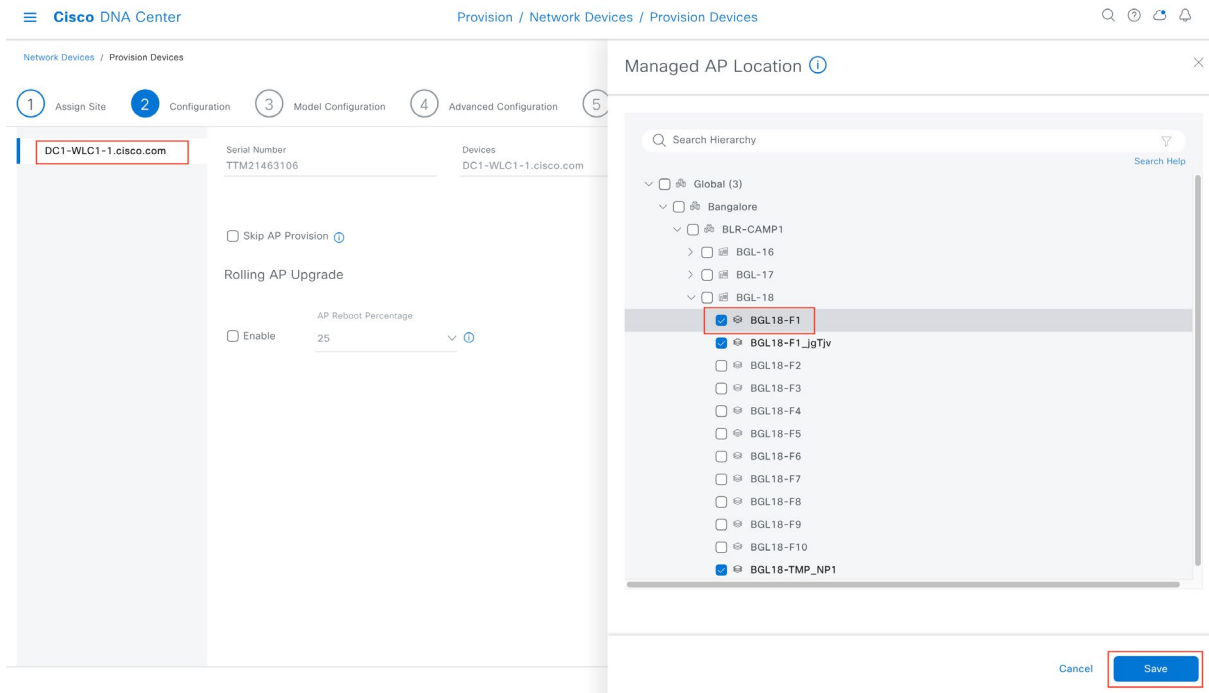 Cisco DNA Center
Provision / Network Devices / Provision Devices
Network Devices / Provision Devices
1 Assign Site 2 Configuration 3 Model Configuration 4 Advanced Configuration 5
DC1-WLC1-1.cisco.com
Serial Number
TTM21463106
Devices
DC1-WLC1-1.cisco.com
Skip AP Provision
Rolling AP Upgrade
Enable
AP Reboot Percentage
25
Managed AP Location
Search Hierarchy
Search Help
Global (3)
Bangalore
BLR-CAMP1
BGL-16
BGL-17
BGL-18
BGL18-F1
BGL18-F1_jgTjv
BGL18-F2
BGL18-F3
BGL18-F4
BGL18-F5
BGL18-F6
BGL18-F7
BGL18-F8
BGL18-F9
BGL18-F10
BGL18-TMP_NP1
Cancel Save